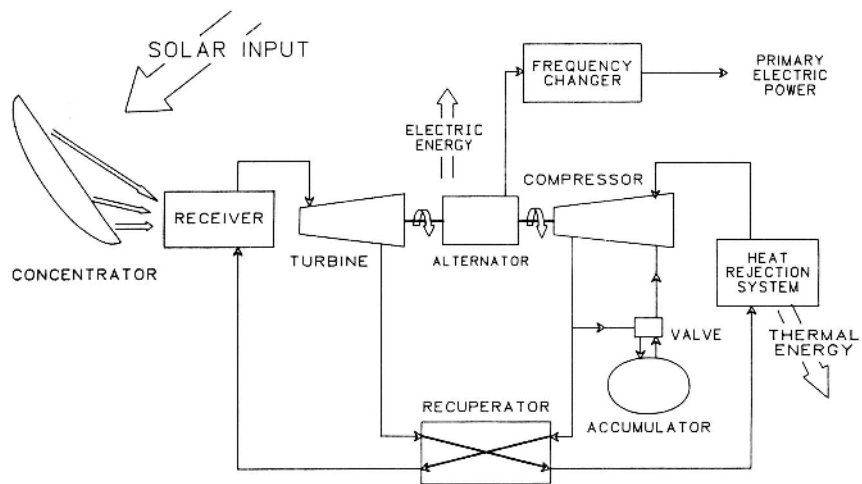 SOLAR INPUT
FREQUENCY
CHANGER
PRIMARY
ELECTRIC
POWER
ELECTRIC
ENERGY
COMPRESSOR
RECEIVER
CONCENTRATOR
TURBINE
ALTERNATOR
HEAT
REJECTION
SYSTEM
VALVE
THERMAL
ENERGY
RECUPERATOR
ACCUMULATOR